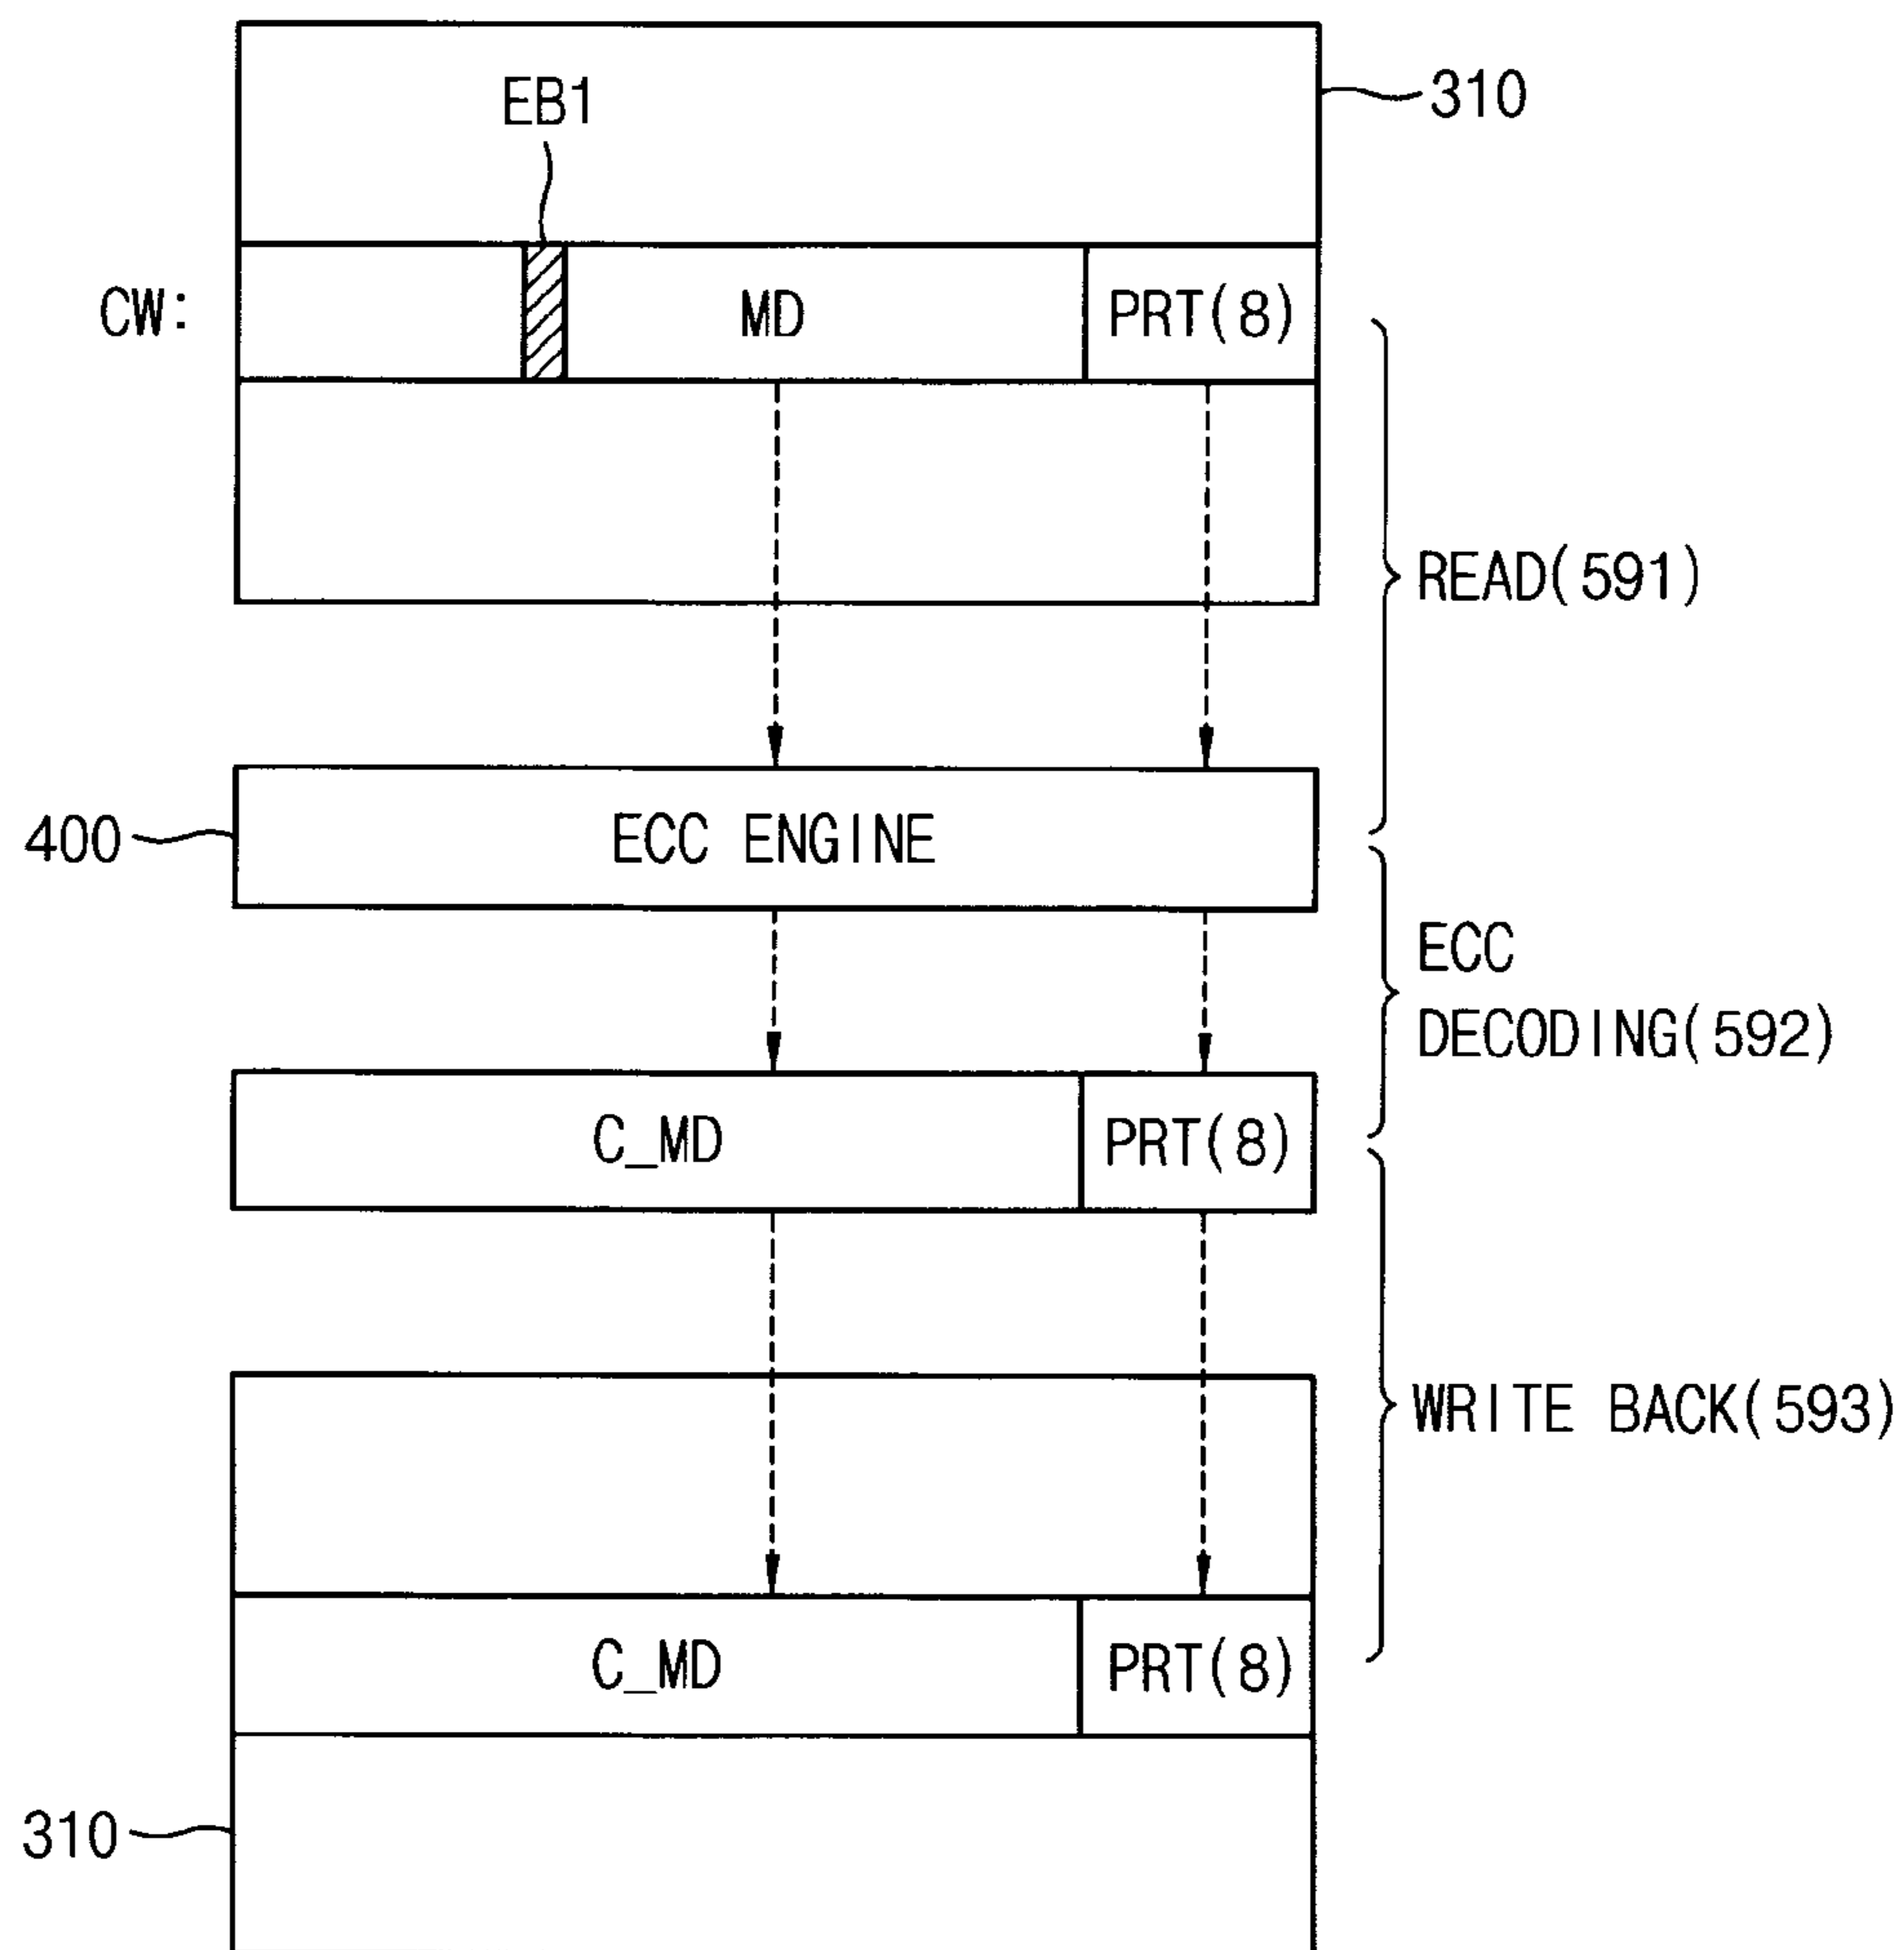 EB1
310
CW:
MD
PRT(8)
READ(591)
400
ECC ENGINE
ECC
DECODING(592)
C_MD
PRT(8)
WRITE BACK(593)
C_MD
PRT(8)
310